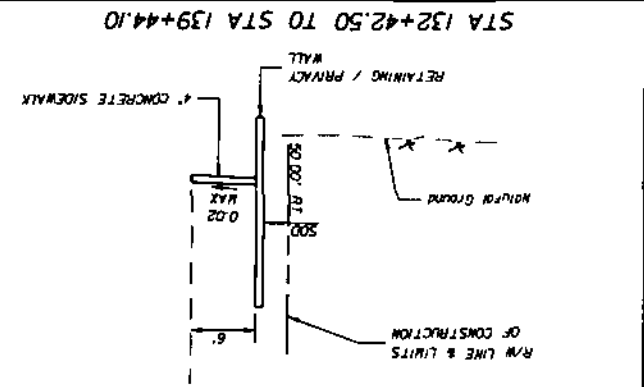 R/W LINE & LIMITS
OF CONSTRUCTION
6'
SOD
50.00' RT.
Natural Ground
0.02
MAX
4" CONCRETE SIDEWALK
RETAINING / PRIVACY
WALL
STA 132+42.50 TO STA 139+44.10